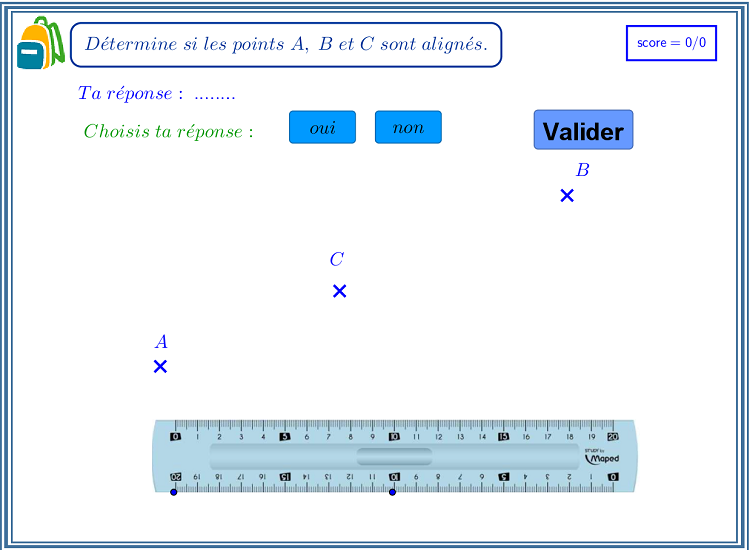 Détermine si les points A, B et C sont alignés.
score = 0/0
Ta réponse : ........
Choisis ta réponse :
oui
non
Valider
B
C
A
0 1 2 3 4 5 6 7 8 9 10 11 12 13 14 15 16 17 18 19 20
STUDY by
Maped
20 19 18 17 16 15 14 13 12 11 10 9 8 7 6 5 4 3 2 1 0